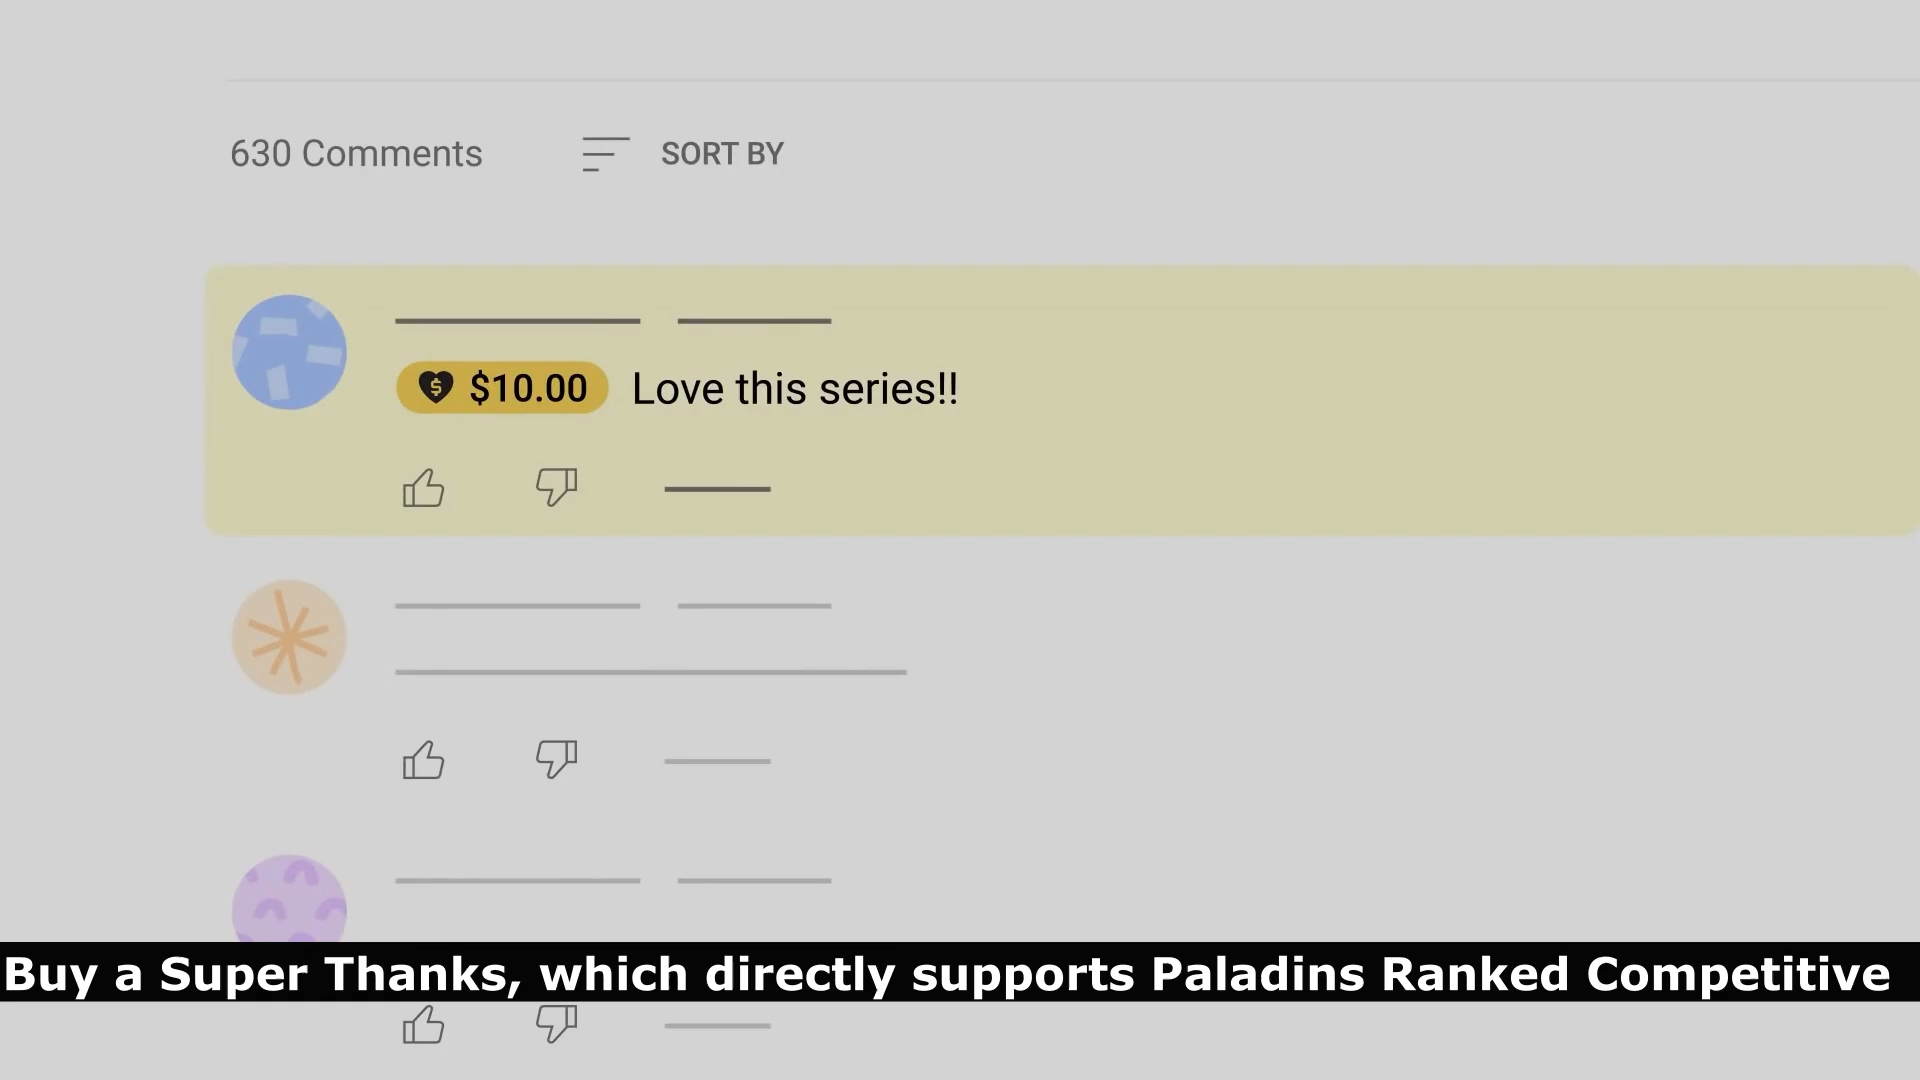 630 Comments SORT BY
$10.00 Love this series!!
Buy a Super Thanks, which directly supports Paladins Ranked Competitive